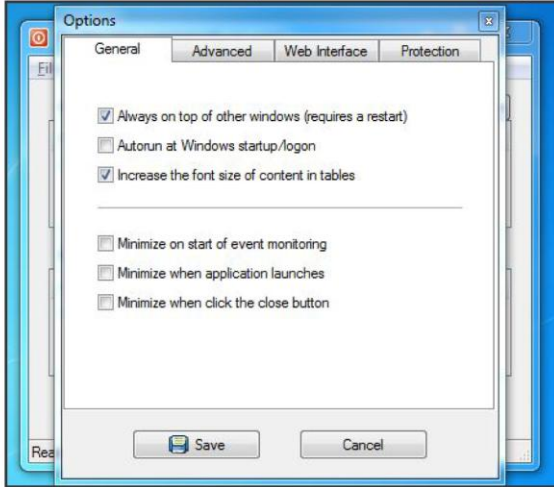 Options
General
Advanced
Web Interface
Protection
Fil
Always on top of other windows (requires a restart)
Autorun at Windows startup/logon
Increase the font size of content in tables
Minimize on start of event monitoring
Minimize when application launches
Minimize when click the close button
Save
Cancel
Rea